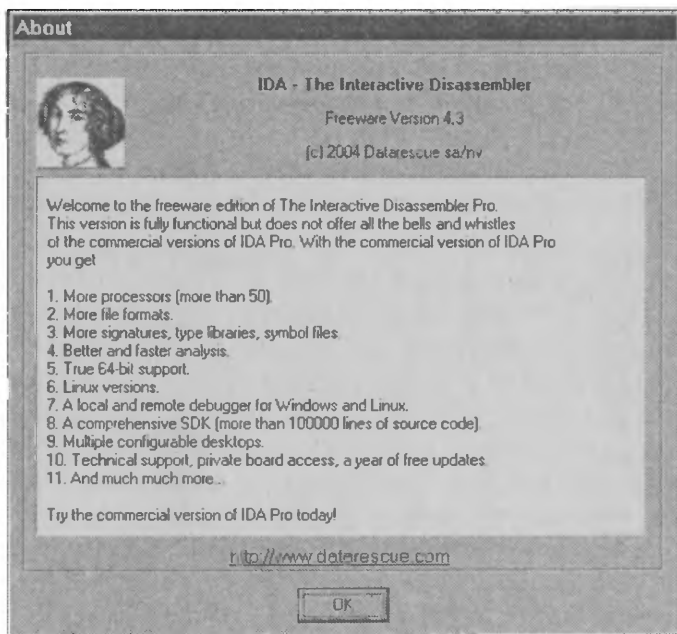 About
IDA - The Interactive Disassembler
Freeware Version 4.3
(c) 2004 Datarescue sa/nv
Welcome to the freeware edition of The Interactive Disassembler Pro.
This version is fully functional but does not offer all the bells and whistles
of the commercial versions of IDA Pro. With the commercial version of IDA Pro
you get
1. More processors (more than 50).
2. More file formats.
3. More signatures, type libraries, symbol files.
4. Better and faster analysis.
5. True 64-bit support.
6. Linux versions.
7. A local and remote debugger for Windows and Linux.
8. A comprehensive SDK (more than 100000 lines of source code)
9. Multiple configurable desktops.
10. Technical support, private board access, a year of free updates
11. And much much more...
Try the commercial version of IDA Pro today!
http://www.datarescue.com
OK